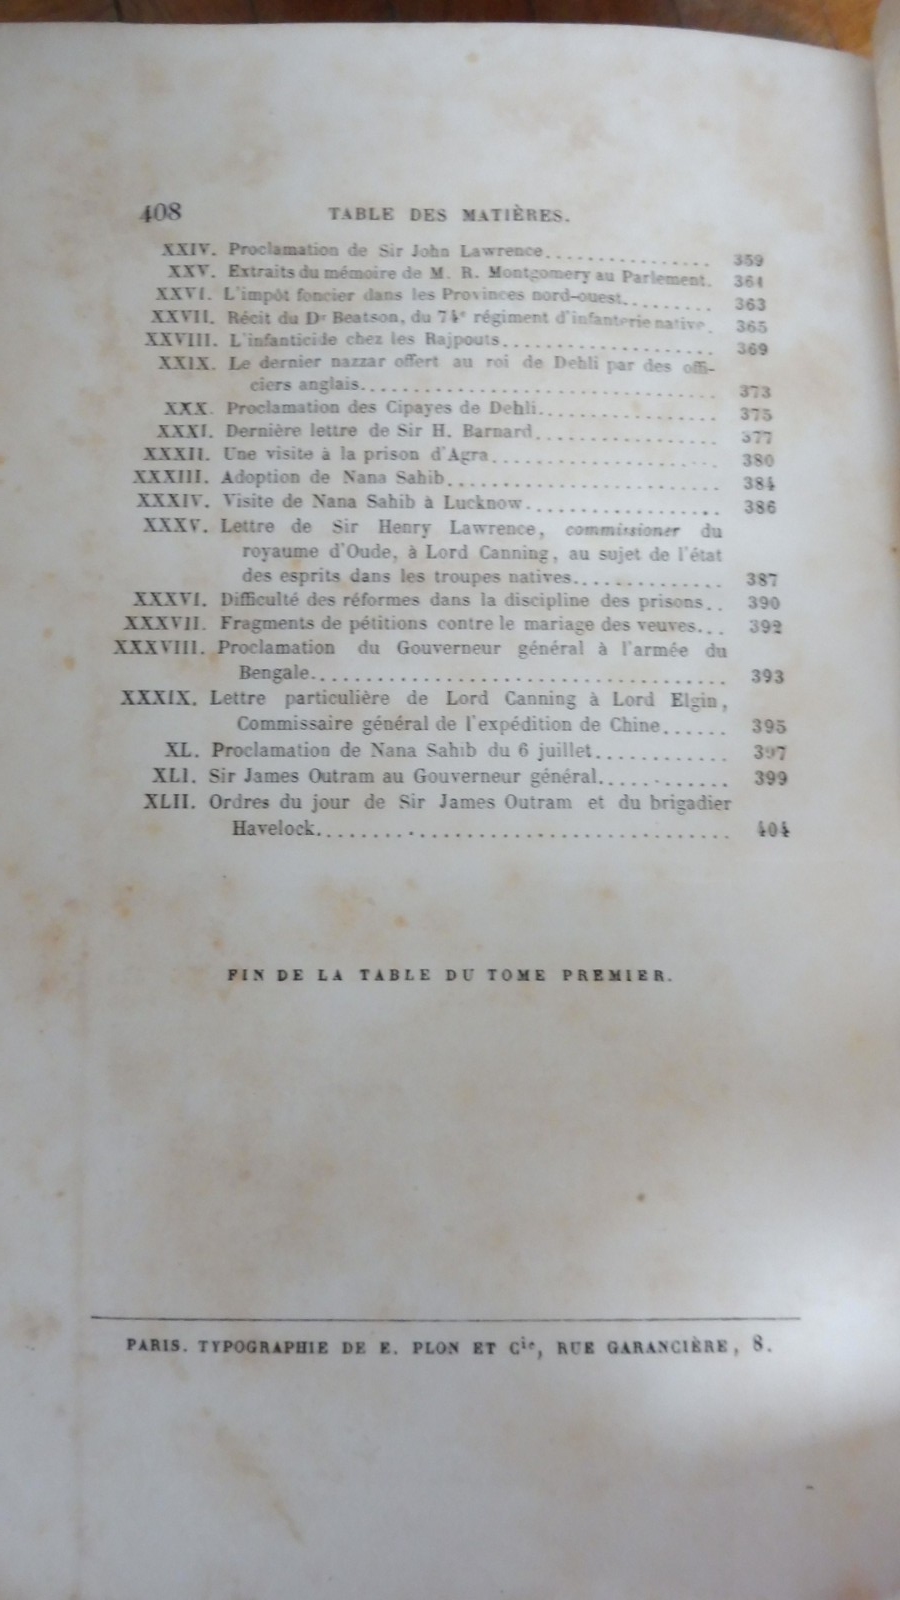 408 TABLE DES MATIÈRES.
XXIV. Proclamation de Sir John Lawrence................ 359
XXV. Extraits du mémoire de M. R. Montgomery au Parlement. 361
XXVI. L'impôt foncier dans les Provinces nord-ouest......... 363
XXVII. Récit du Dr Beatson, du 74e régiment d'infanterie native. 365
XXVIII. L'infanticide chez les Rajpouts................... 369
XXIX. Le dernier nazzar offert au roi de Dehli par des offi-
ciers anglais................................ 373
XXX. Proclamation des Cipayes de Dehli................ 375
XXXI. Dernière lettre de Sir H. Barnard................ 377
XXXII. Une visite à la prison d'Agra.................... 380
XXXIII. Adoption de Nana Sahib........................ 384
XXXIV. Visite de Nana Sahib à Lucknow................. 386
XXXV. Lettre de Sir Henry Lawrence, commissioner du
royaume d'Oude, à Lord Canning, au sujet de l'état
des esprits dans les troupes natives............. 387
XXXVI. Difficulté des réformes dans la discipline des prisons.. 390
XXXVII. Fragments de pétitions contre le mariage des veuves... 392
XXXVIII. Proclamation du Gouverneur général à l'armée du
Bengale.................................... 393
XXXIX. Lettre particulière de Lord Canning à Lord Elgin,
Commissaire général de l'expédition de Chine...... 395
XL. Proclamation de Nana Sahib du 6 juillet............ 397
XLI. Sir James Outram au Gouverneur général........... 399
XLII. Ordres du jour de Sir James Outram et du brigadier
Havelock.................................... 404
FIN DE LA TABLE DU TOME PREMIER.
PARIS. TYPOGRAPHIE DE E. PLON ET Cie, RUE GARANCIÈRE, 8.